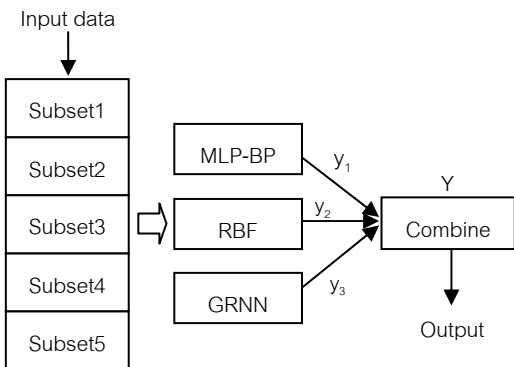 Input data
Subset1
Subset2
Subset3
Subset4
Subset5
MLP-BP
RBF
GRNN
y1
y2
y3
Y
Combine
Output